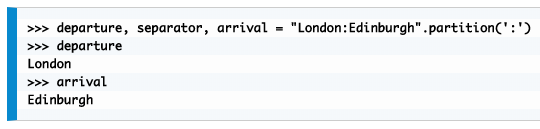 >>> departure, separator, arrival = "London:Edinburgh".partition(':')
>>> departure
London
>>> arrival
Edinburgh